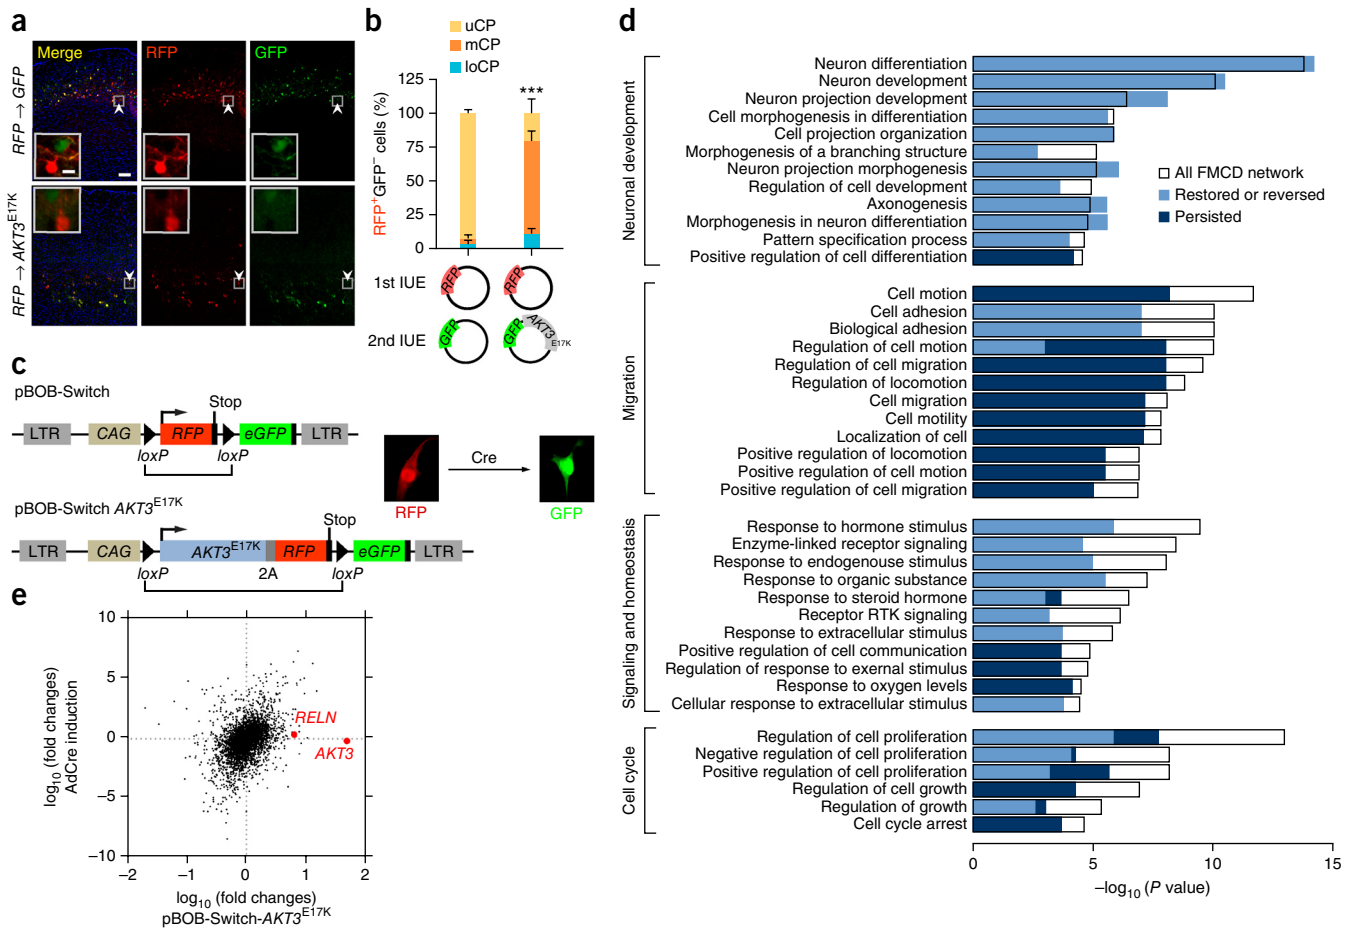 a
Merge
RFP
GFP
RFP → GFP
RFP → AKT3E17K
b
uCP
mCP
loCP
RFP+GFP− cells (%)
125
100
75
50
25
0
***
1st IUE
RFP
RFP
2nd IUE
GFP
GFP
AKT3
E17K
c
pBOB-Switch
Stop
LTR
CAG
RFP
eGFP
LTR
loxP
loxP
pBOB-Switch AKT3E17K
Stop
LTR
CAG
AKT3E17K
RFP
eGFP
LTR
loxP
2A
loxP
Cre
RFP
GFP
d
Neuronal development
Neuron differentiation
Neuron development
Neuron projection development
Cell morphogenesis in differentiation
Cell projection organization
Morphogenesis of a branching structure
Neuron projection morphogenesis
Regulation of cell development
Axonogenesis
Morphogenesis in neuron differentiation
Pattern specification process
Positive regulation of cell differentiation
All FMCD network
Restored or reversed
Persisted
Migration
Cell motion
Cell adhesion
Biological adhesion
Regulation of cell motion
Regulation of cell migration
Regulation of locomotion
Cell migration
Cell motility
Localization of cell
Positive regulation of locomotion
Positive regulation of cell motion
Positive regulation of cell migration
Signaling and homeostasis
Response to hormone stimulus
Enzyme-linked receptor signaling
Response to endogenouse stimulus
Response to organic substance
Response to steroid hormone
Receptor RTK signaling
Response to extracellular stimulus
Positive regulation of cell communication
Regulation of response to exernal stimulus
Response to oxygen levels
Cellular response to extracellular stimulus
Cell cycle
Regulation of cell proliferation
Negative regulation of cell proliferation
Positive regulation of cell proliferation
Regulation of cell growth
Regulation of growth
Cell cycle arrest
0
5
10
15
−log10 (P value)
e
log10 (fold changes)
AdCre induction
10
5
0
−5
−10
RELN
AKT3
−2
−1
0
1
2
log10 (fold changes)
pBOB-Switch-AKT3E17K